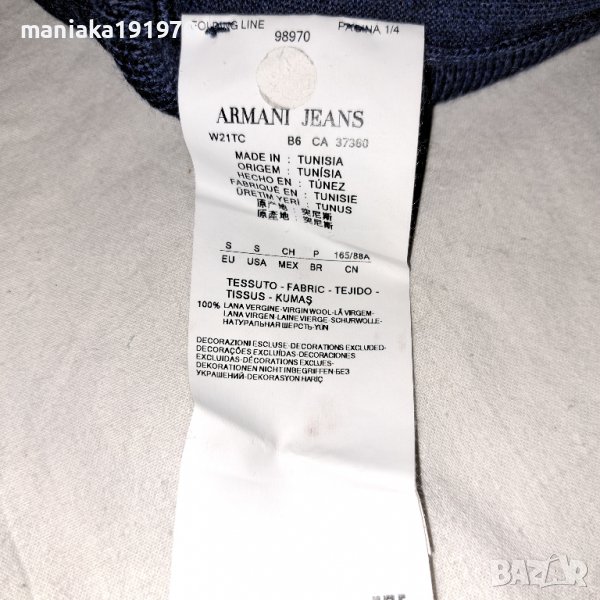 maniaka19197
FOLDING LINE PAGINA 1/4
98970
ARMANI JEANS
W21TC B6 CA 37360
MADE IN : TUNISIA
ORIGEM : TUNÍSIA
HECHO EN : TÚNEZ
FABRIQUÉ EN : TUNISIE
ÜRETIM YERİ : TUNUS
原产地 : 突尼斯
原產地 : 突尼斯
S S CH P 165/88A
EU USA MEX BR CN
TESSUTO - FABRIC - TEJIDO -
TISSUS - KUMAŞ
100% LANA VERGINE-VIRGIN WOOL-LÃ VIRGEM-
LANA VIRGEN-LAINE VIERGE-SCHURWOLLE-
НАТУРАЛЬНАЯ ШЕРСТЬ-YÜN
DECORAZIONI ESCLUSE-DECORATIONS EXCLUDED-
DECORAÇÕES EXCLUÍDAS-DECORACIONES
EXCLUIDAS-DÉCORATIONS EXCLUES-
DEKORATIONEN NICHT INBEGRIFFEN-БЕЗ
УКРАШЕНИЙ-DEKORASYON HARİÇ
BAZAR